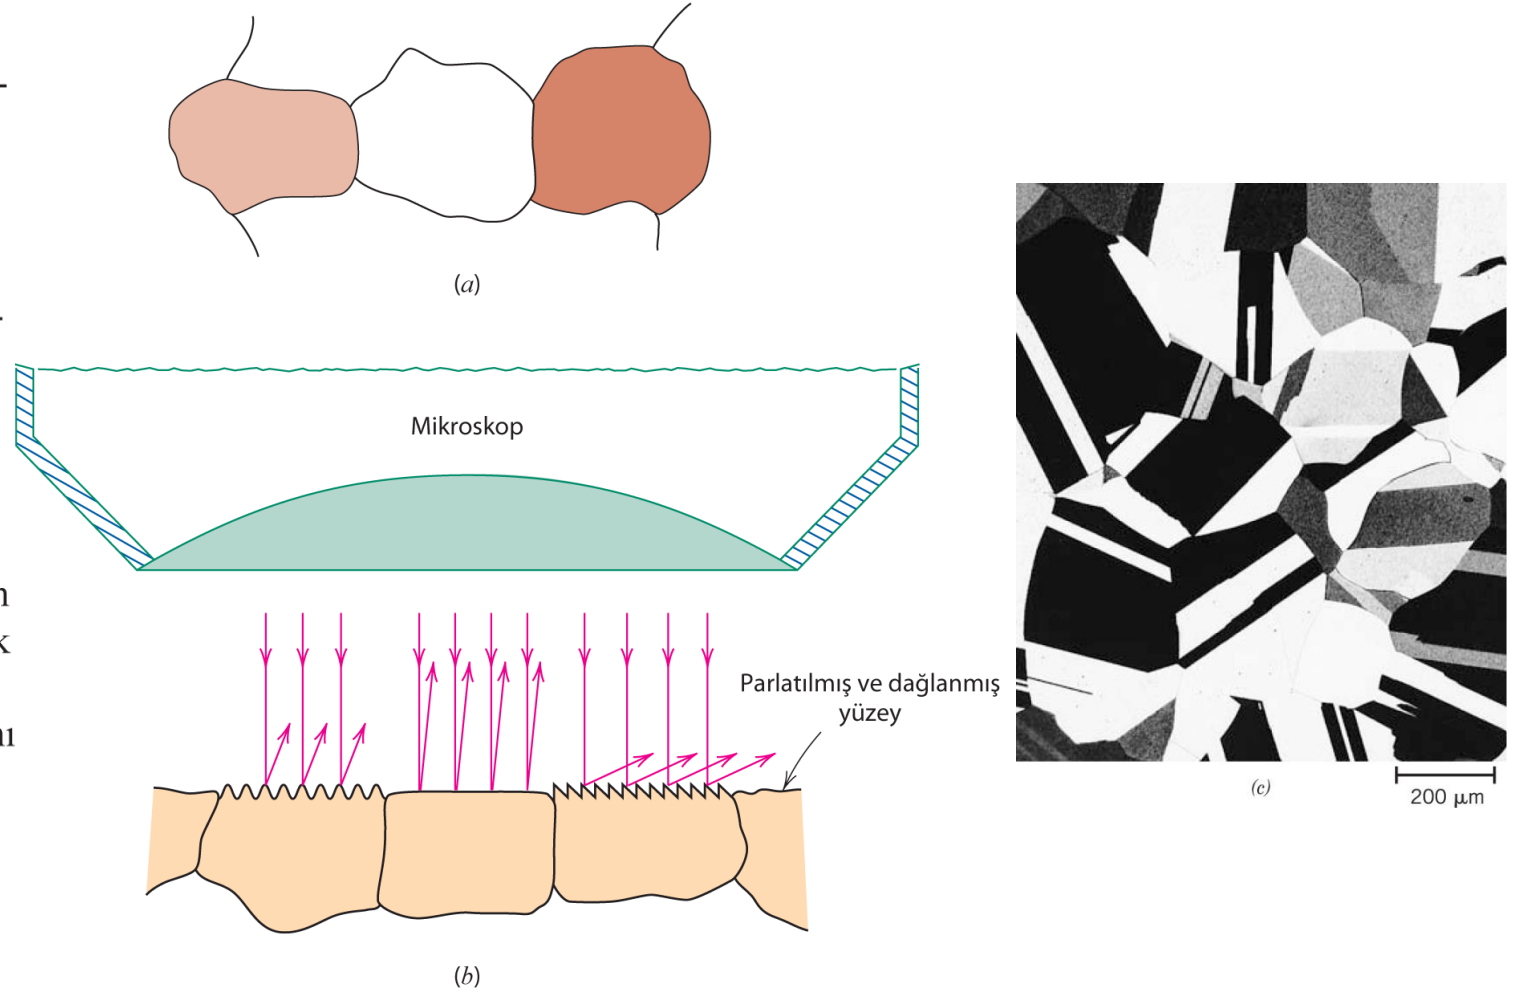 -
(a)
-
Mikroskop
n
k
Parlatılmış ve dağlanmış
yüzey
ı
(b)
(c)
200 μm